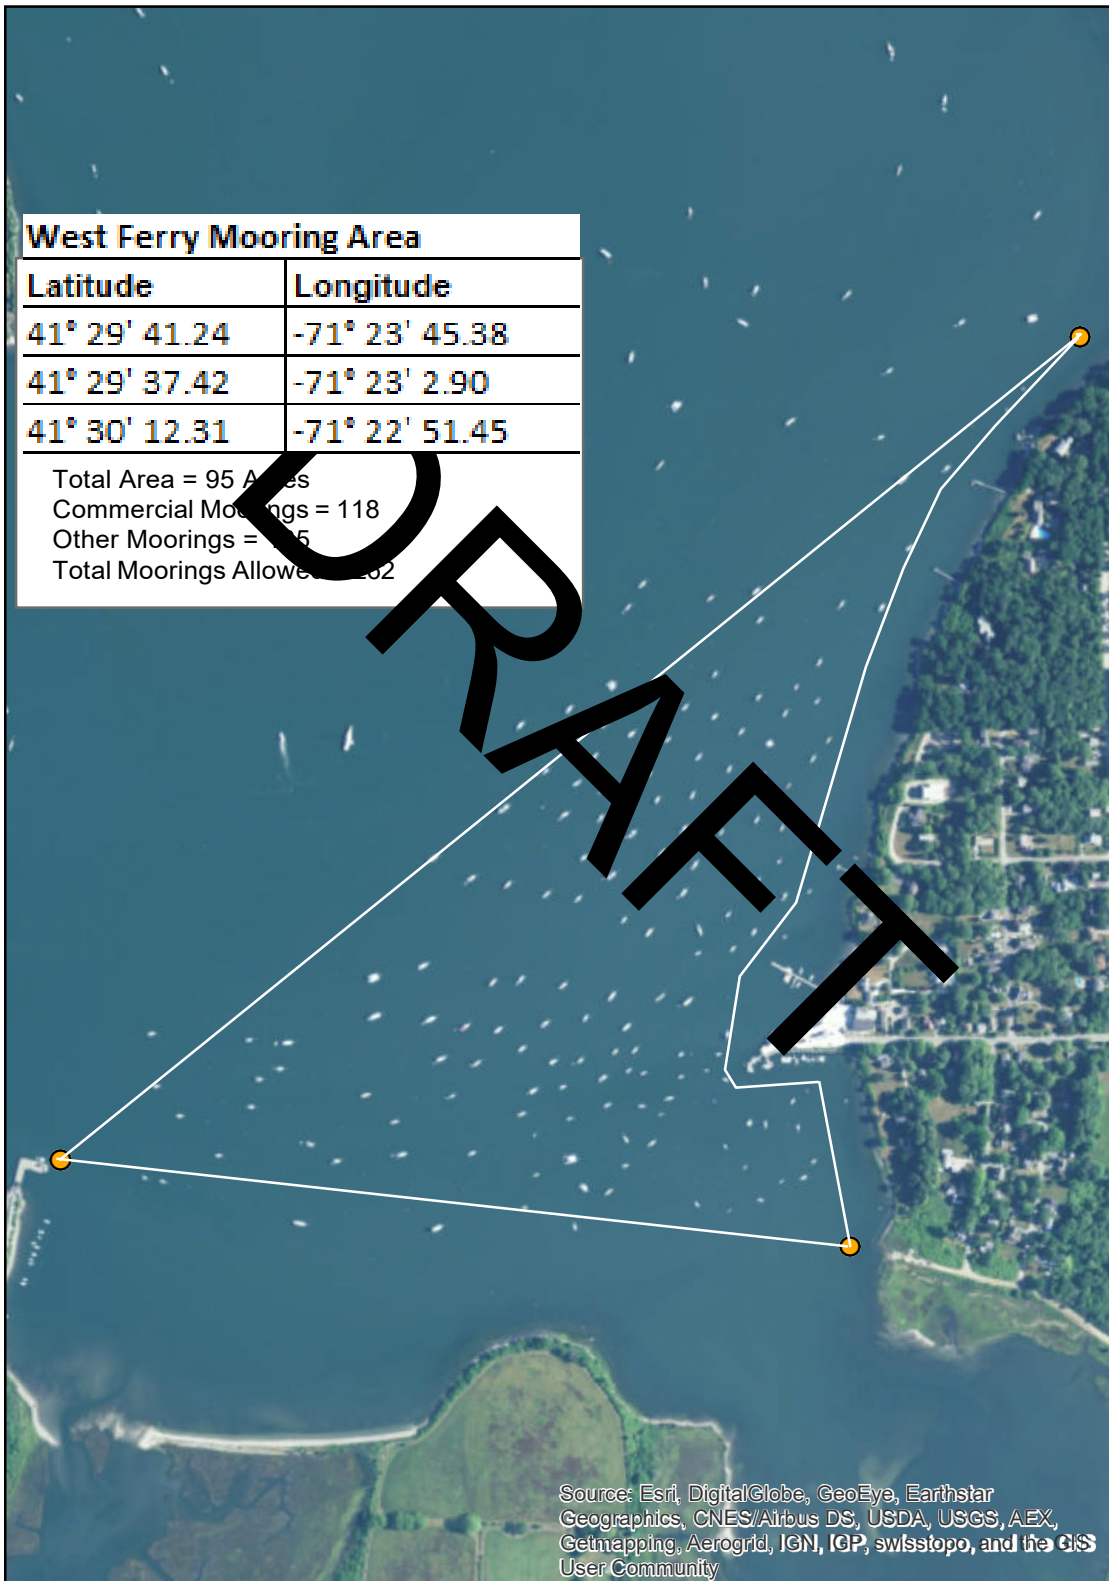 West Ferry Mooring Area
Latitude Longitude
41° 29' 41.24 -71° 23' 45.38
41° 29' 37.42 -71° 23' 2.90
41° 30' 12.31 -71° 22' 51.45
Total Area = 95
Commercial = 118
Other Moorings =
Total Moorings
DRAFT
Source: Esri, DigitalGlobe, GeoEye, Earthstar
Geographics, CNES/Airbus DS, USDA, USGS, AEX,
Getmapping, Aerogrid, IGN, IGP, swisstopo, and the GIS
User Community